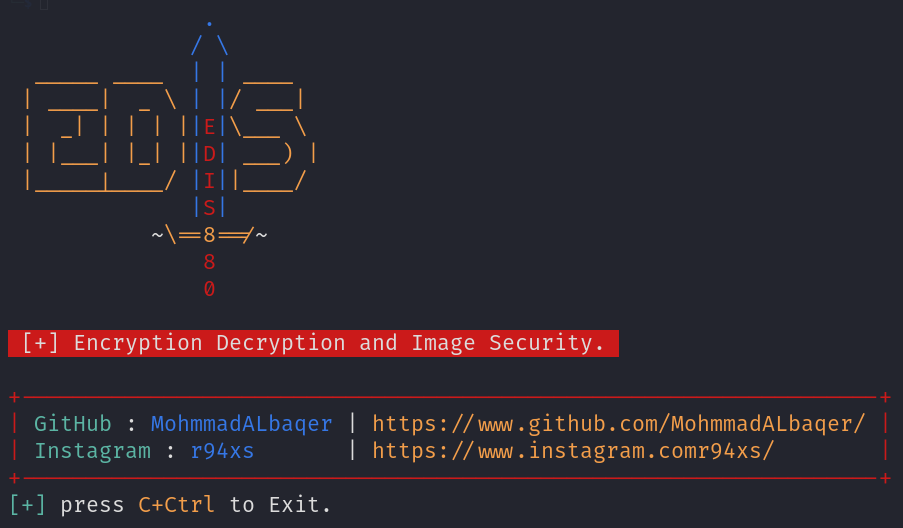 EDIS
E
D
I
S
8
8
0
[+] Encryption Decryption and Image Security.
GitHub : MohmmadALbaqer | https://www.github.com/MohmmadALbaqer/
Instagram : r94xs | https://www.instagram.comr94xs/
[+] press C+Ctrl to Exit.